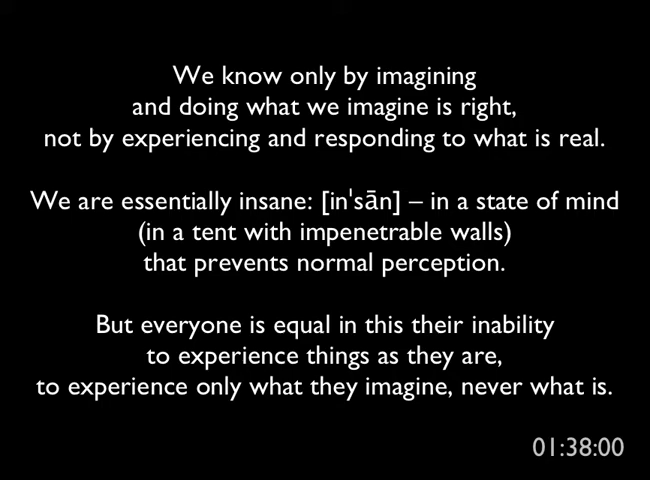 We know only by imagining
and doing what we imagine is right,
not by experiencing and responding to what is real.
We are essentially insane: [inˈsān] – in a state of mind
(in a tent with impenetrable walls)
that prevents normal perception.
But everyone is equal in this their inability
to experience things as they are,
to experience only what they imagine, never what is.
01:38:00